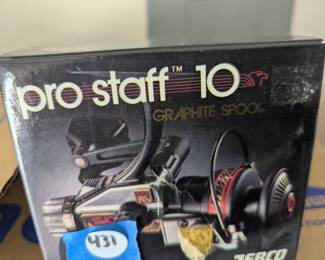 pro staff™ 10
GRAPHITE SPOOL
431
ZEBCO